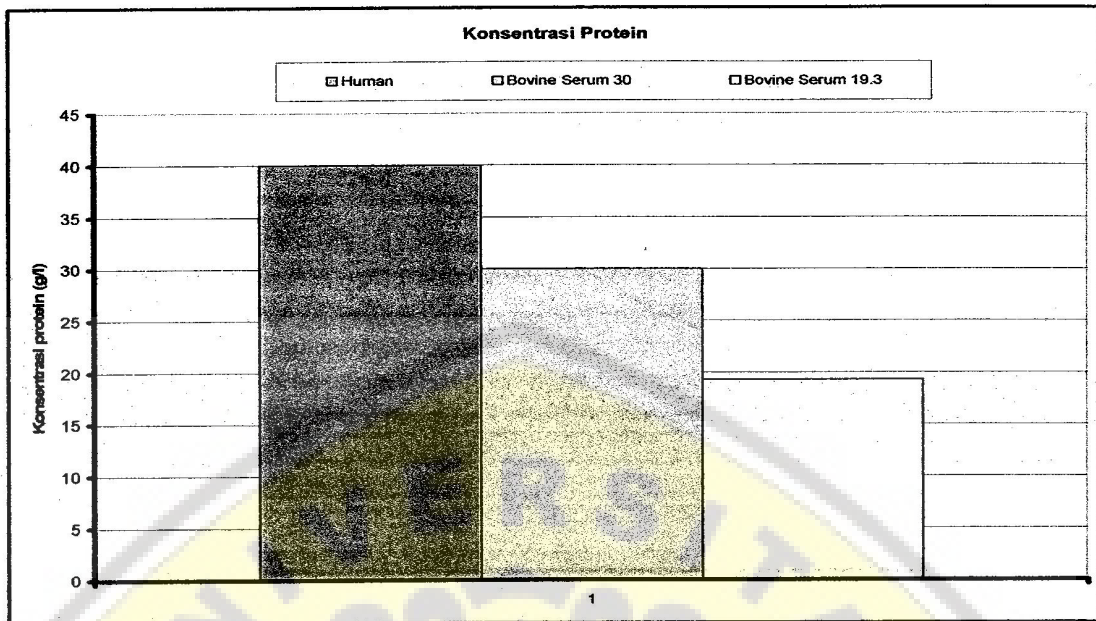 Konsentrasi Protein
Human Bovine Serum 30 Bovine Serum 19.3
Konsentrasi protein (g/l)
45
40
35
30
25
20
15
10
5
0
1
IVERSIT